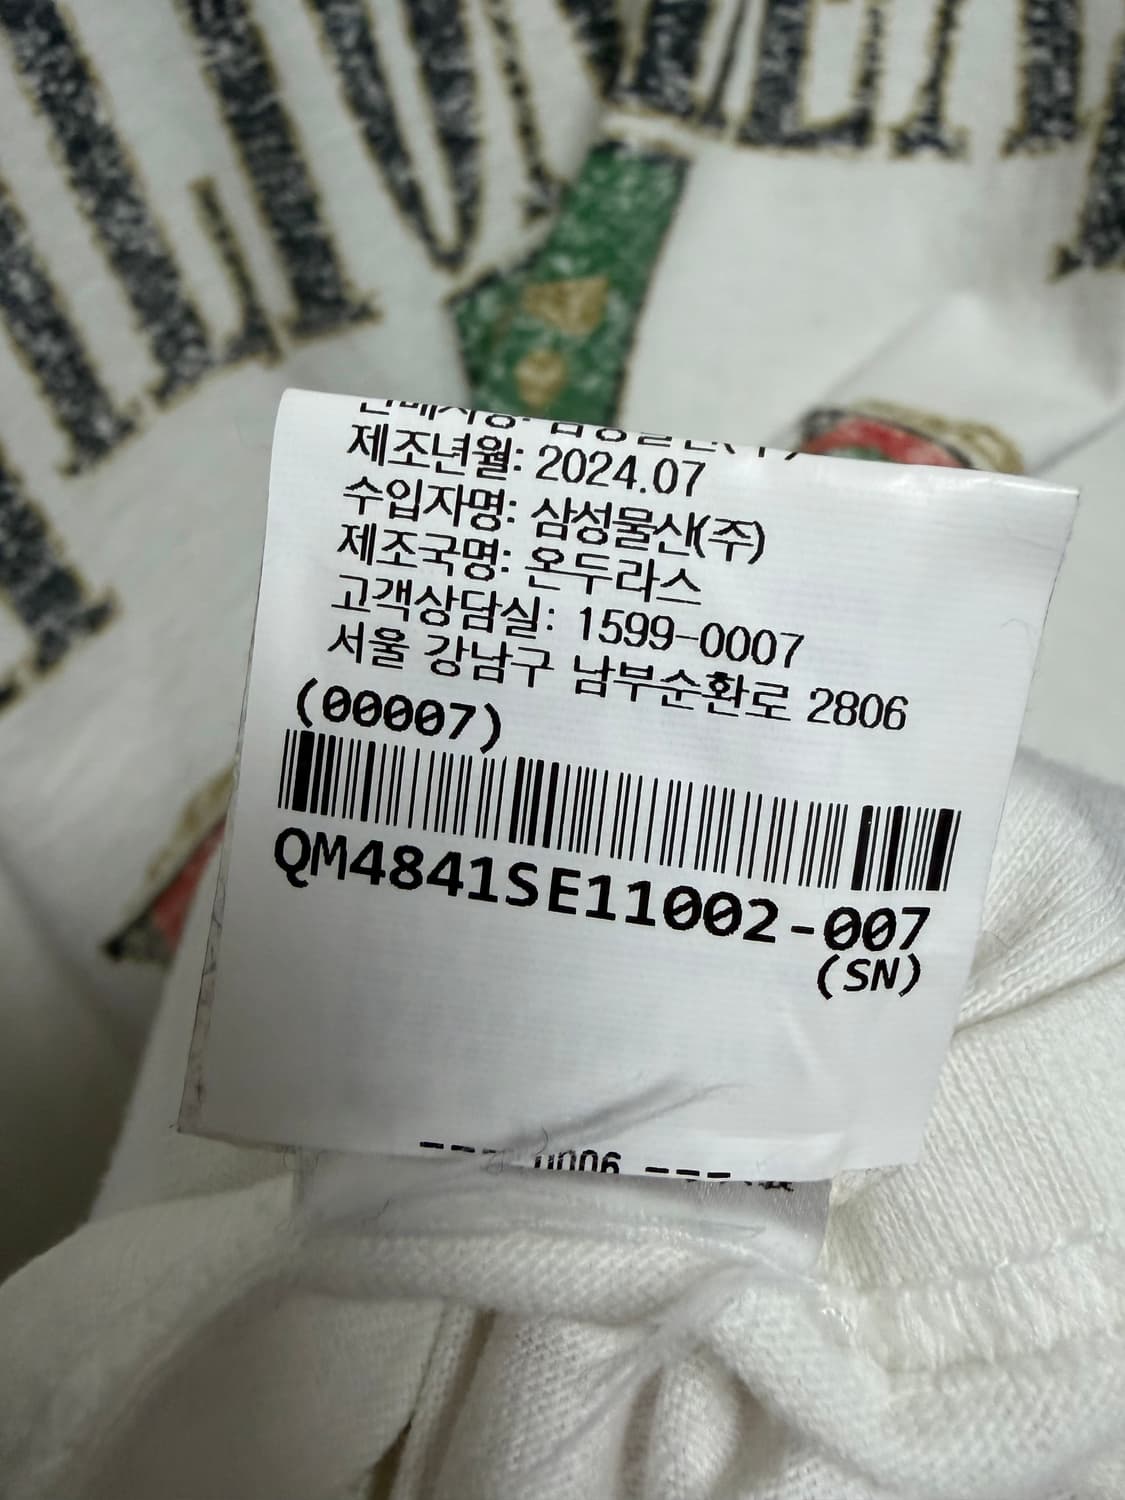 제조년월: 2024.07
수입자명: 삼성물산(주)
제조국명: 온두라스
고객상담실: 1599-0007
서울 강남구 남부순환로 2806
(00007)
QM4841SE11002-007
(SN)
--- 0006 ---